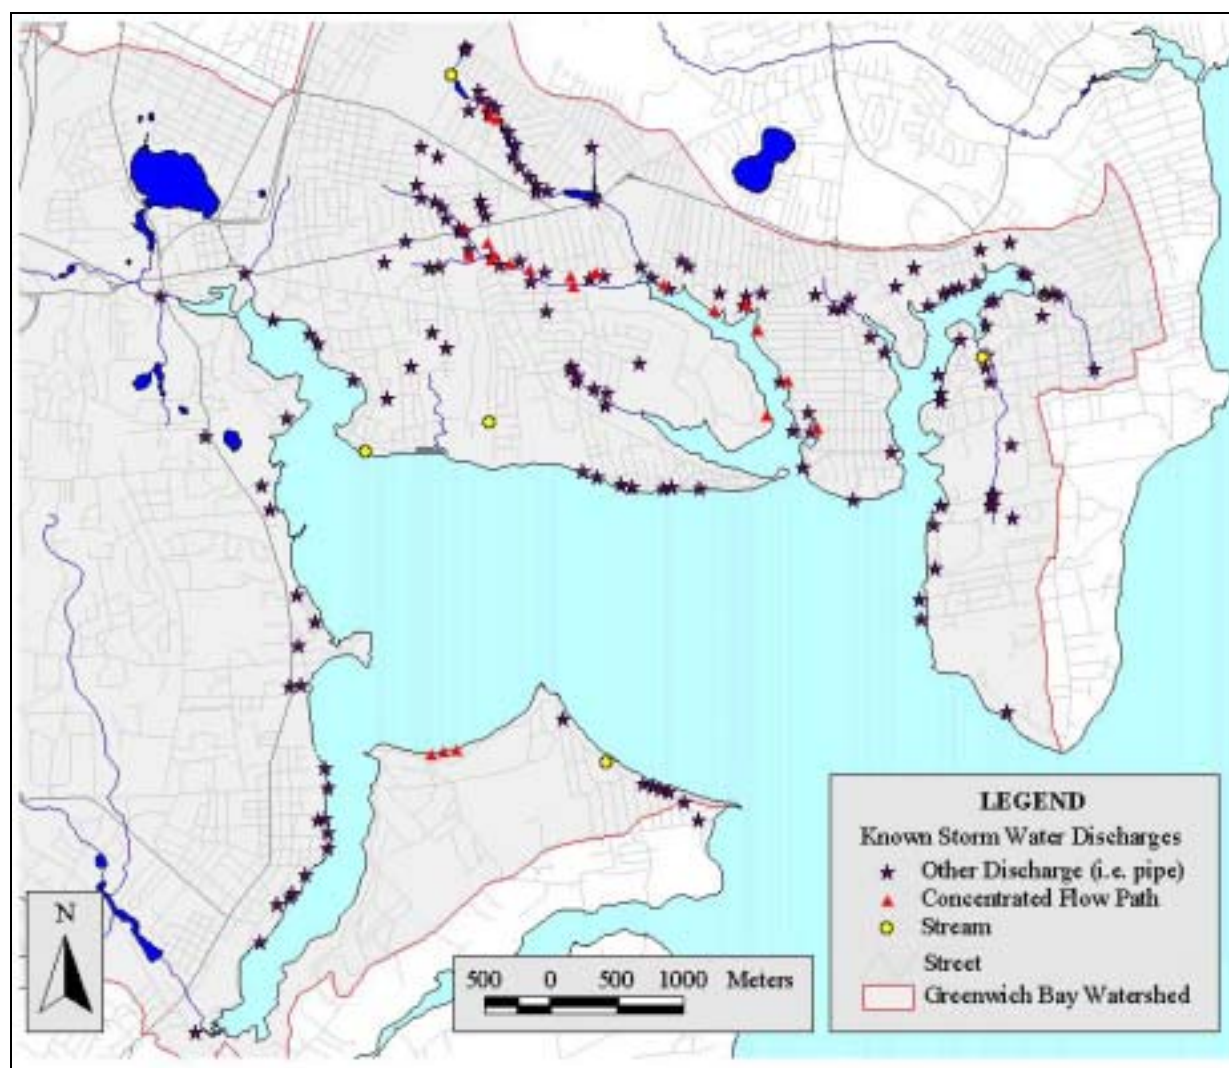 LEGEND
Known Storm Water Discharges
Other Discharge (i.e. pipe)
Concentrated Flow Path
Stream
Street
Greenwich Bay Watershed
N
500 0 500 1000 Meters